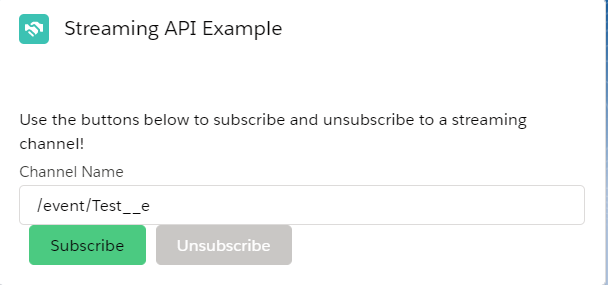 Streaming API Example
Use the buttons below to subscribe and unsubscribe to a streaming
channel!
Channel Name
/event/Test__e
Subscribe Unsubscribe